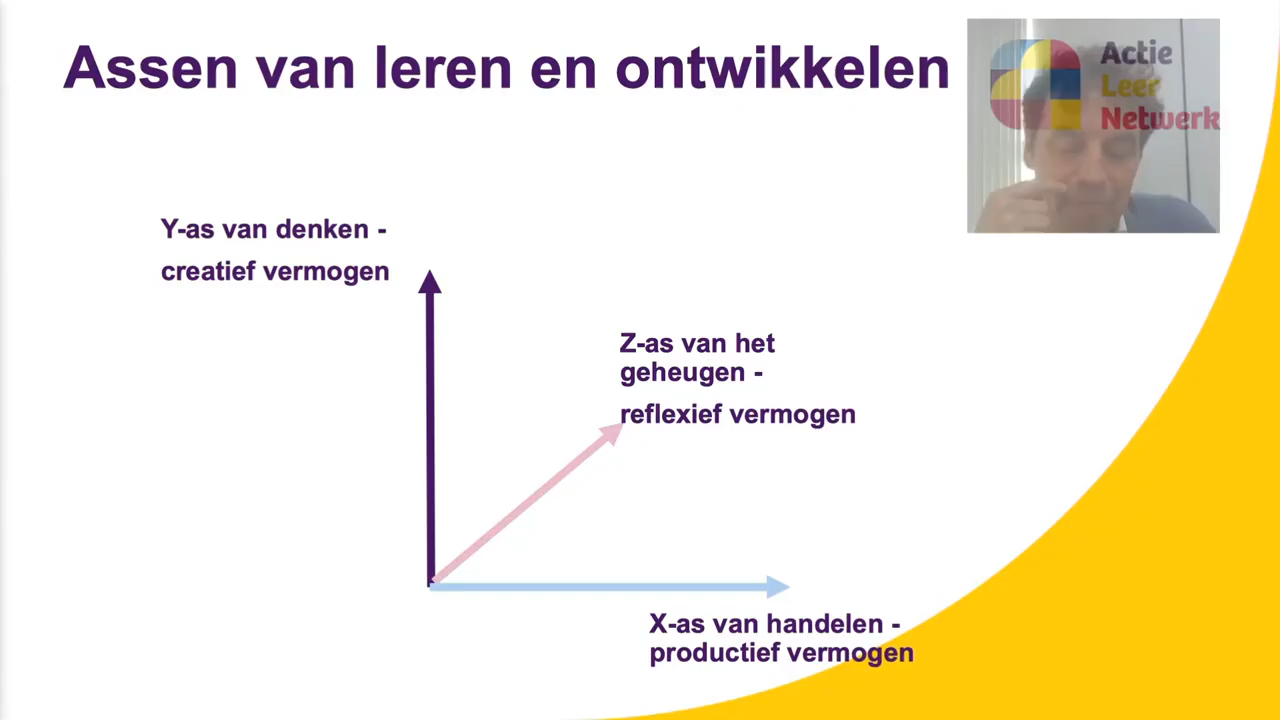 Assen van leren en ontwikkelen
Actie
Leer
Netwerk
Y-as van denken -
creatief vermogen
Z-as van het
geheugen -
reflexief vermogen
X-as van handelen -
productief vermogen